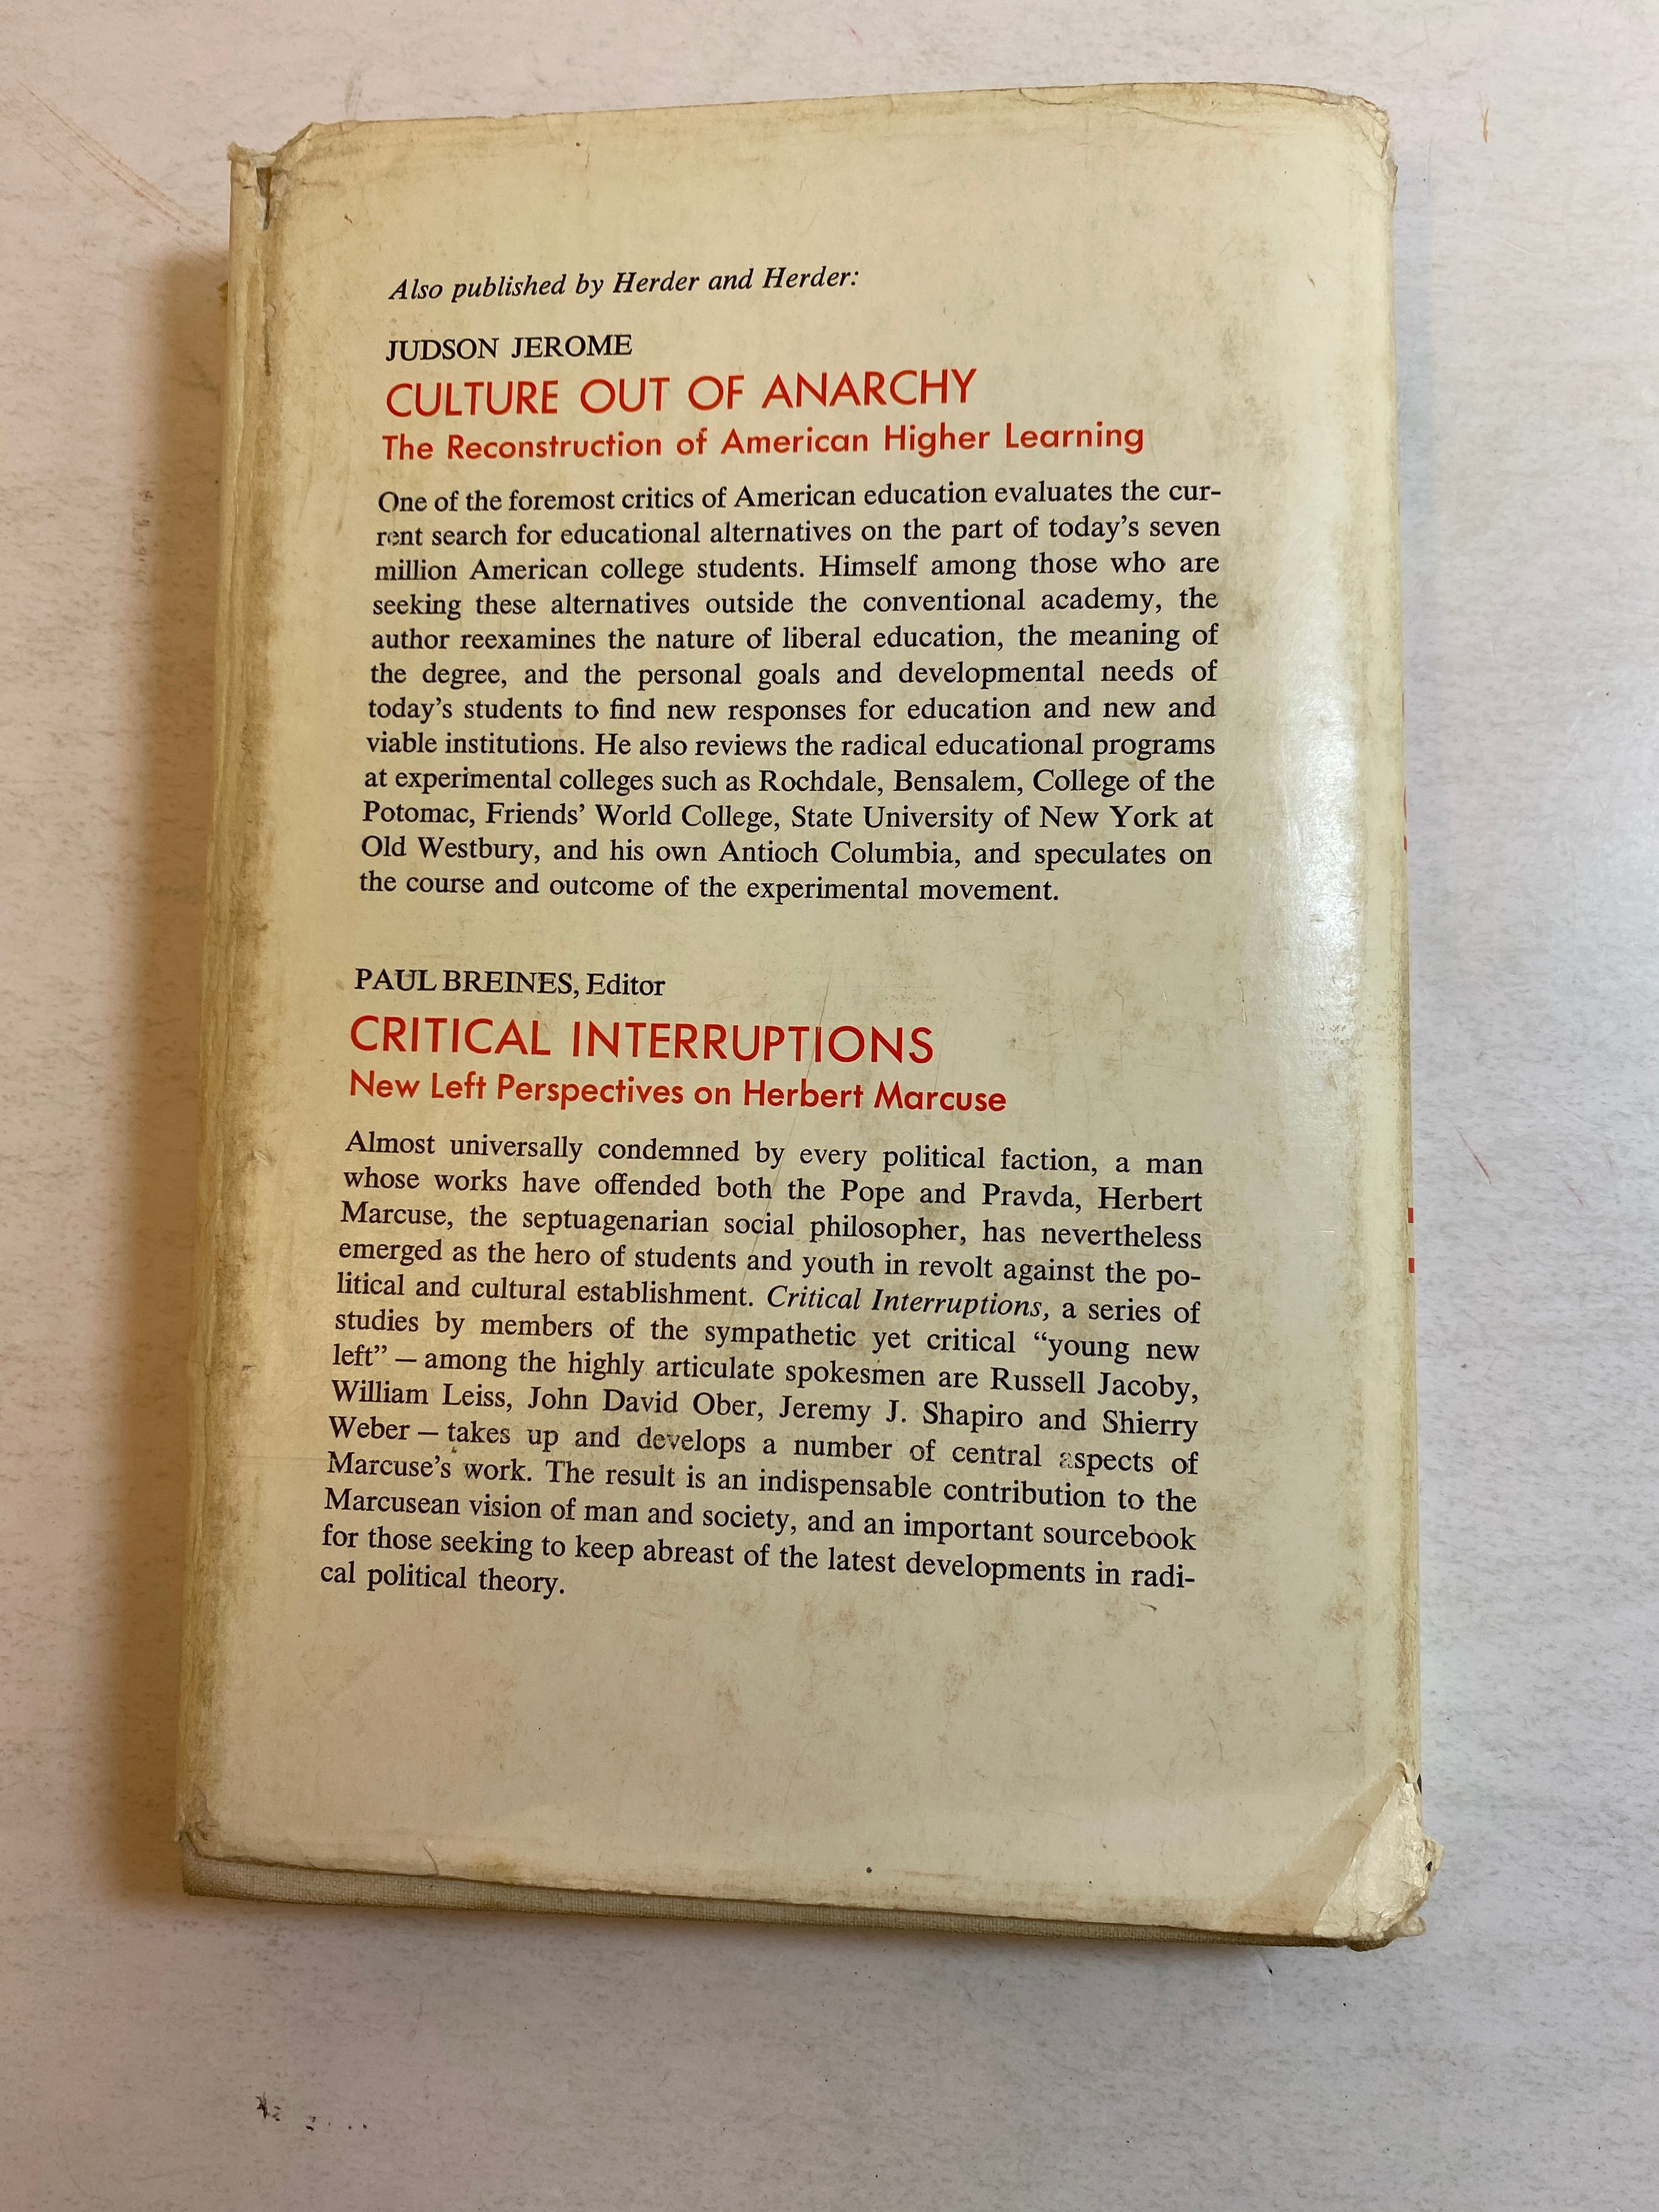 Also published by Herder and Herder:
JUDSON JEROME
CULTURE OUT OF ANARCHY
The Reconstruction of American Higher Learning
One of the foremost critics of American education evaluates the cur-
rent search for educational alternatives on the part of today's seven
million American college students. Himself among those who are
seeking these alternatives outside the conventional academy, the
author reexamines the nature of liberal education, the meaning of
the degree, and the personal goals and developmental needs of
today's students to find new responses for education and new and
viable institutions. He also reviews the radical educational programs
at experimental colleges such as Rochdale, Bensalem, College of the
Potomac, Friends' World College, State University of New York at
Old Westbury, and his own Antioch Columbia, and speculates on
the course and outcome of the experimental movement.
PAUL BREINES, Editor
CRITICAL INTERRUPTIONS
New Left Perspectives on Herbert Marcuse
Almost universally condemned by every political faction, a man
whose works have offended both the Pope and Pravda, Herbert
Marcuse, the septuagenarian social philosopher, has nevertheless
emerged as the hero of students and youth in revolt against the po-
litical and cultural establishment. Critical Interruptions, a series of
studies by members of the sympathetic yet critical “young new
left” — among the highly articulate spokesmen are Russell Jacoby,
William Leiss, John David Ober, Jeremy J. Shapiro and Shierry
Weber — takes up and develops a number of central aspects of
Marcuse's work. The result is an indispensable contribution to the
Marcusean vision of man and society, and an important sourcebook
for those seeking to keep abreast of the latest developments in radi-
cal political theory.